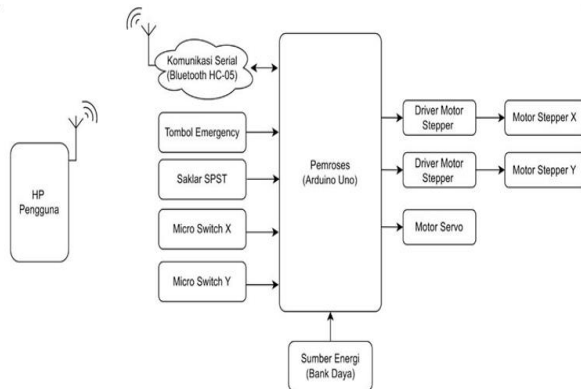 Komunikasi Serial
(Bluetooth HC-05)
Tombol Emergency
Saklar SPST
Micro Switch X
Micro Switch Y
HP
Pengguna
Pemroses
(Arduino Uno)
Driver Motor
Stepper
Motor Stepper X
Driver Motor
Stepper
Motor Stepper Y
Motor Servo
Sumber Energi
(Bank Daya)